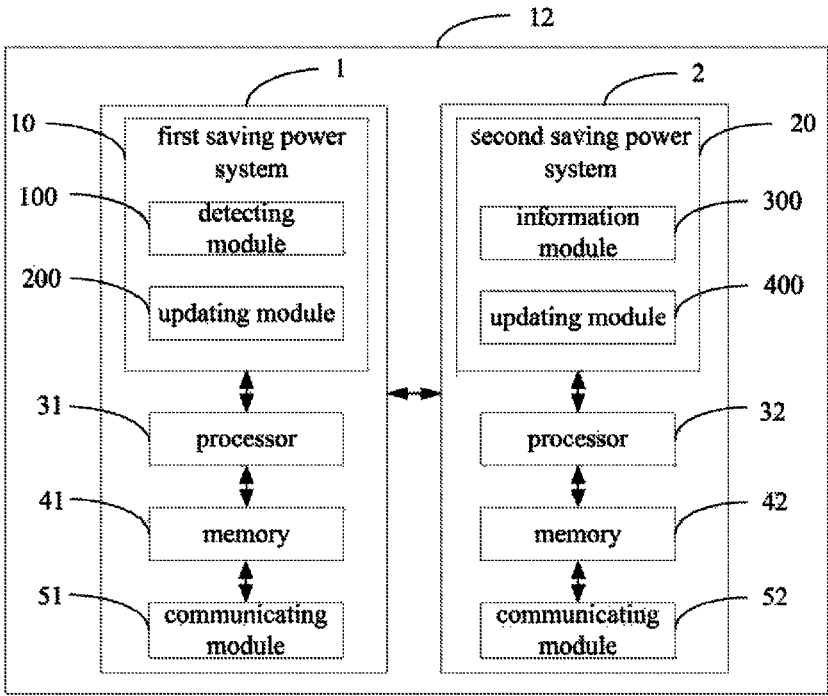 12
1
2
10
first saving power
system
second saving power
system
20
100
detecting
module
information
module
300
200
updating module
updating module
400
31
processor
processor
32
41
memory
memory
42
51
communicating
module
communicating
module
52